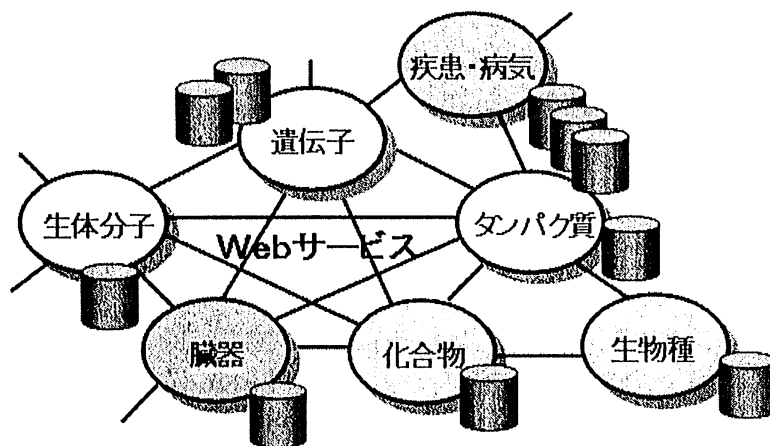 疾患・病気
遺伝子
生体分子
タンパク質
Webサービス
臓器
化合物
生物種